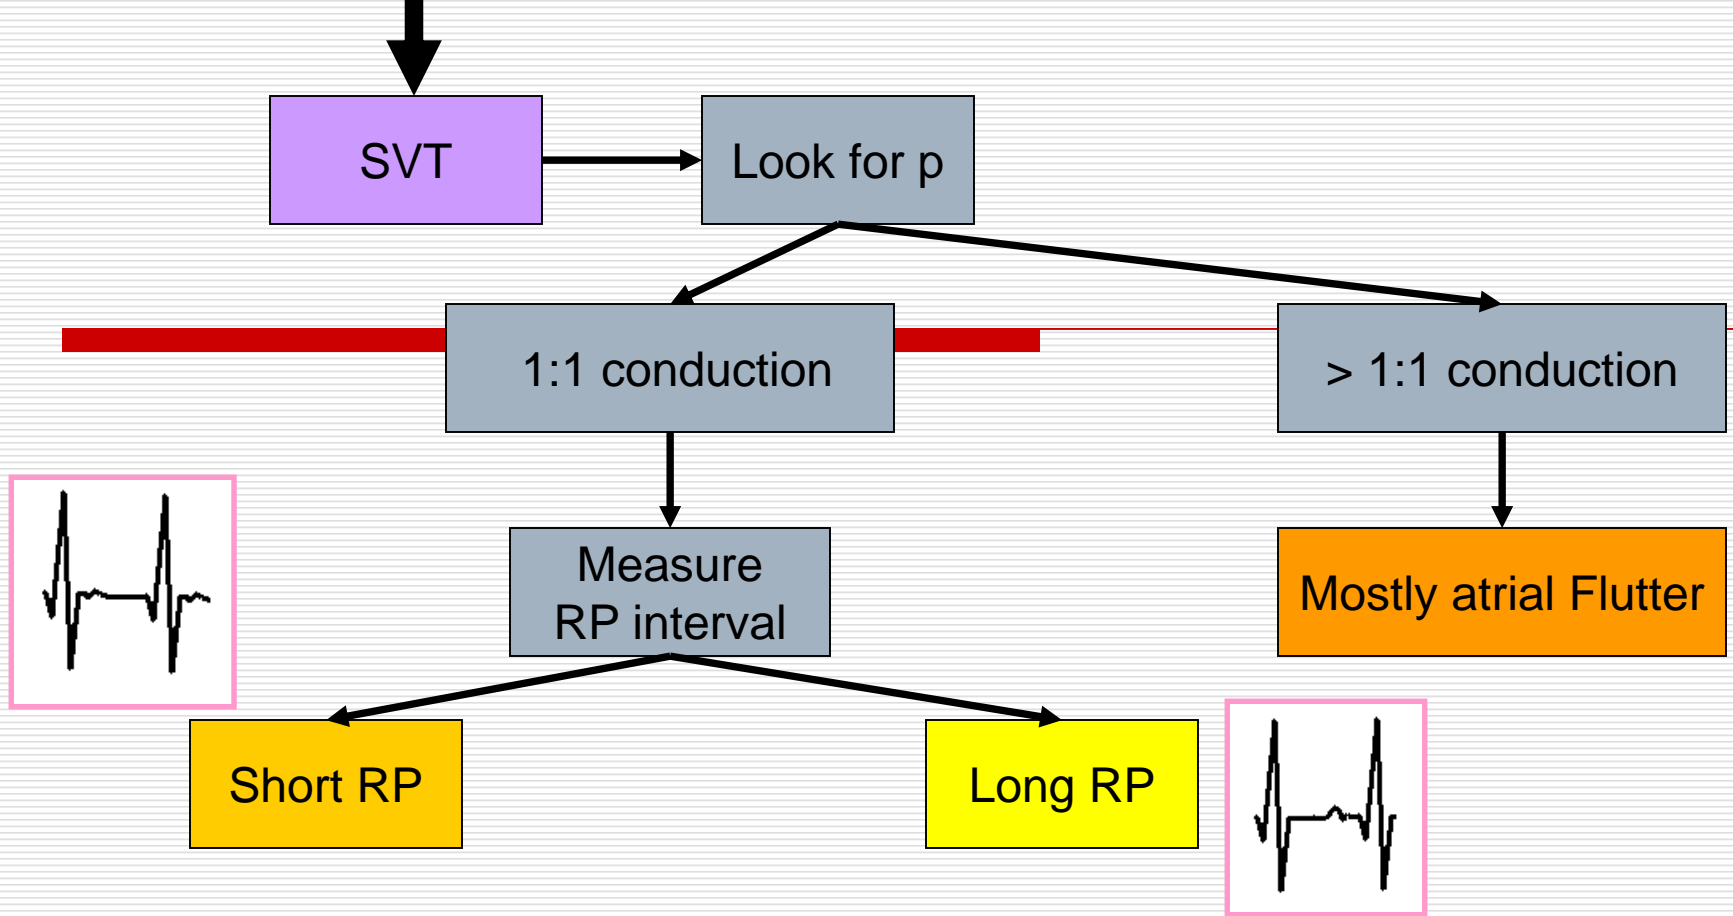 SVT
Look for p
1:1 conduction
> 1:1 conduction
Measure
RP interval
Mostly atrial Flutter
Short RP
Long RP